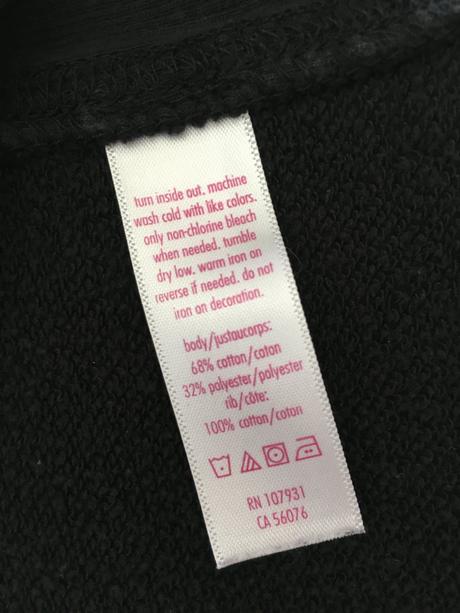 turn inside out. machine
wash cold with like colors.
only non-chlorine bleach
when needed. tumble
dry low. warm iron on
reverse if needed. do not
iron on decoration.
body/justaucorps:
68% cotton/coton
32% polyester/polyester
rib/côte:
100% cotton/coton
RN 107931
CA 56076